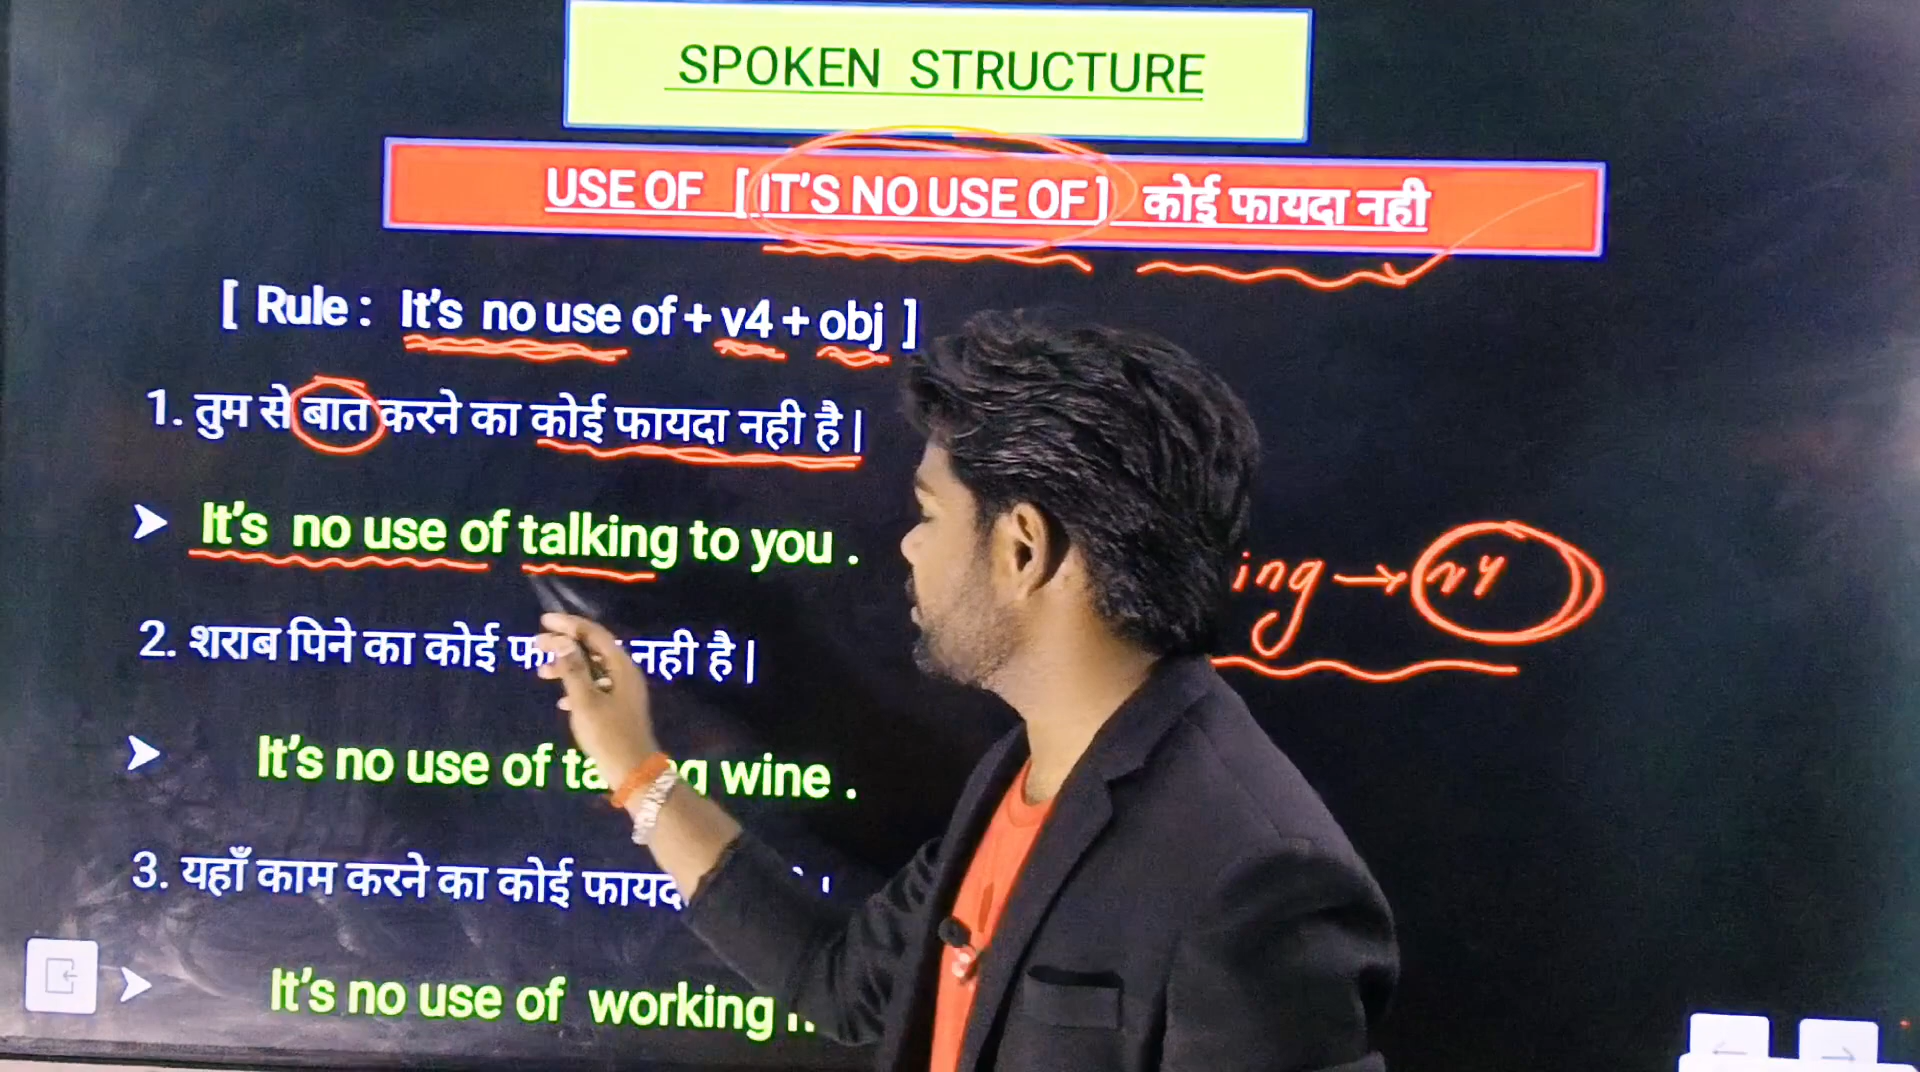 SPOKEN STRUCTURE
USE OF [ IT'S NO USE OF ] कोई फायदा नही
[ Rule : It's no use of + v4 + obj ]
1. तुम से बात करने का कोई फायदा नही है |
It's no use of talking to you .
ing → v4
2. शराब पिने का कोई नही है |
It's no use of wine .
3. यहाँ काम करने का कोई
It's no use of working